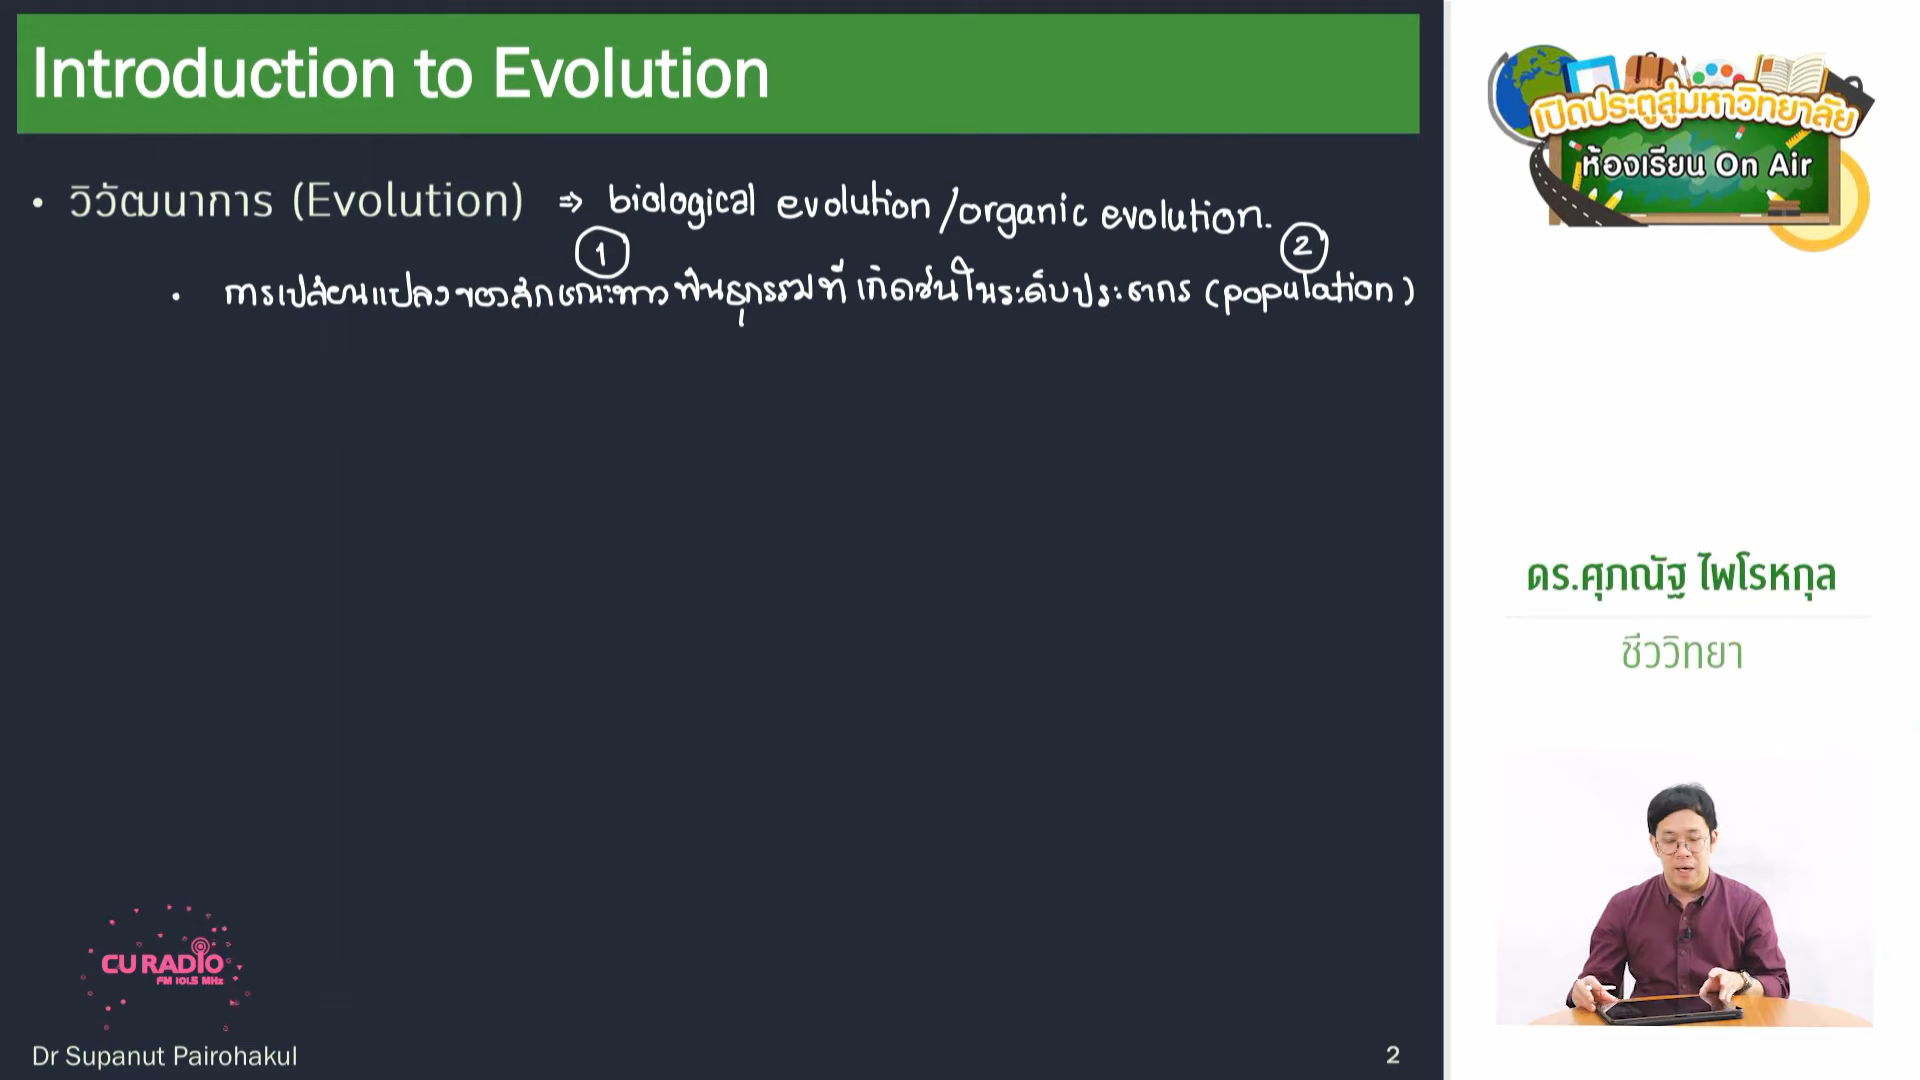 Introduction to Evolution
• วิวัฒนาการ (Evolution) ⇒ biological evolution/organic evolution.
1 2
• การเปลี่ยนแปลงของลักษณะทางพันธุกรรมที่เกิดขึ้นในระดับประชากร (population)
เปิดประตูสู่มหาวิทยาลัย
ห้องเรียน On Air
ดร.ศุภณัฐ ไพโรหกุล
ชีววิทยา
CU RADIO
FM 101.5 MHz
Dr Supanut Pairohakul
2